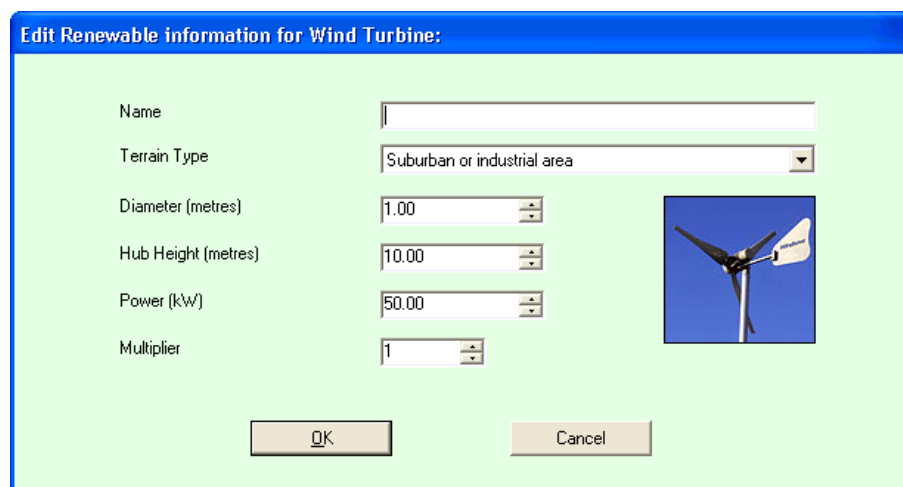 Edit Renewable information for Wind Turbine:
Name
Terrain Type Suburban or industrial area
Diameter (metres) 1.00
Hub Height (metres) 10.00
Power (kW) 50.00
Multiplier 1
OK Cancel